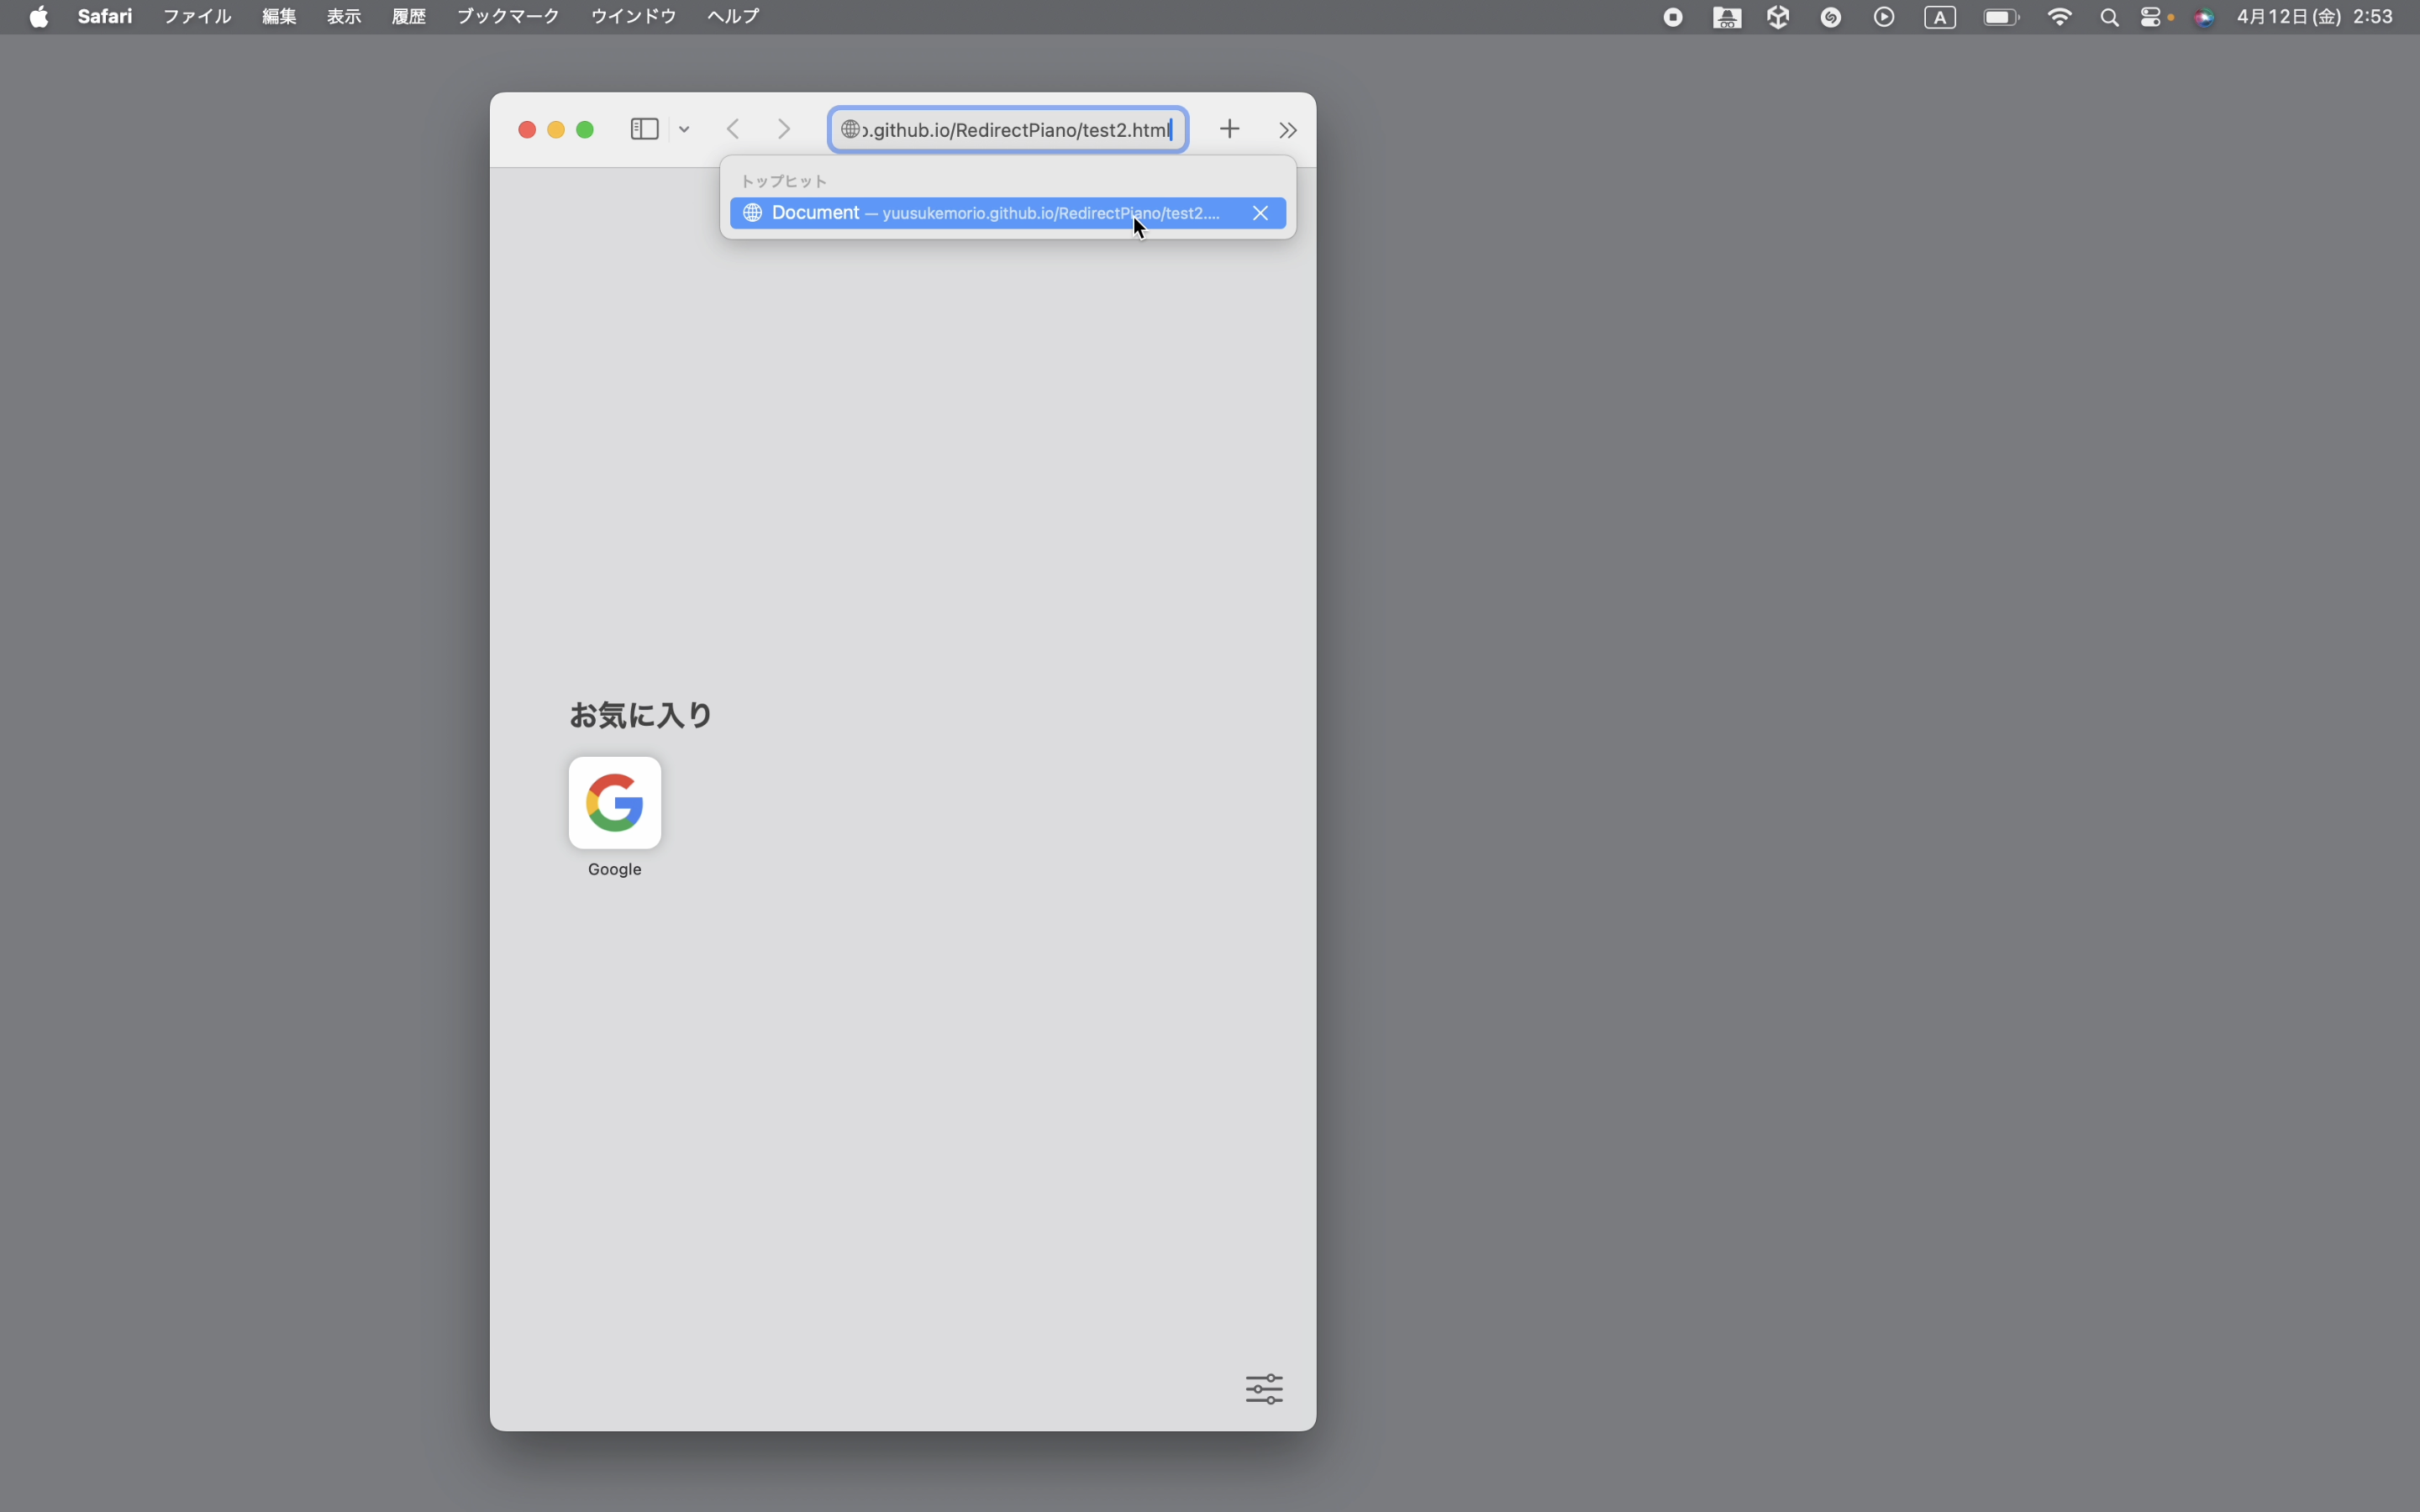 Safari ファイル 編集 表示 履歴 ブックマーク ウインドウ ヘルプ A 4月12日(金) 2:53
.github.io/RedirectPiano/test2.html
トップヒット
Document — yuusukemorio.github.io/RedirectPiano/test2....
お気に入り
Google